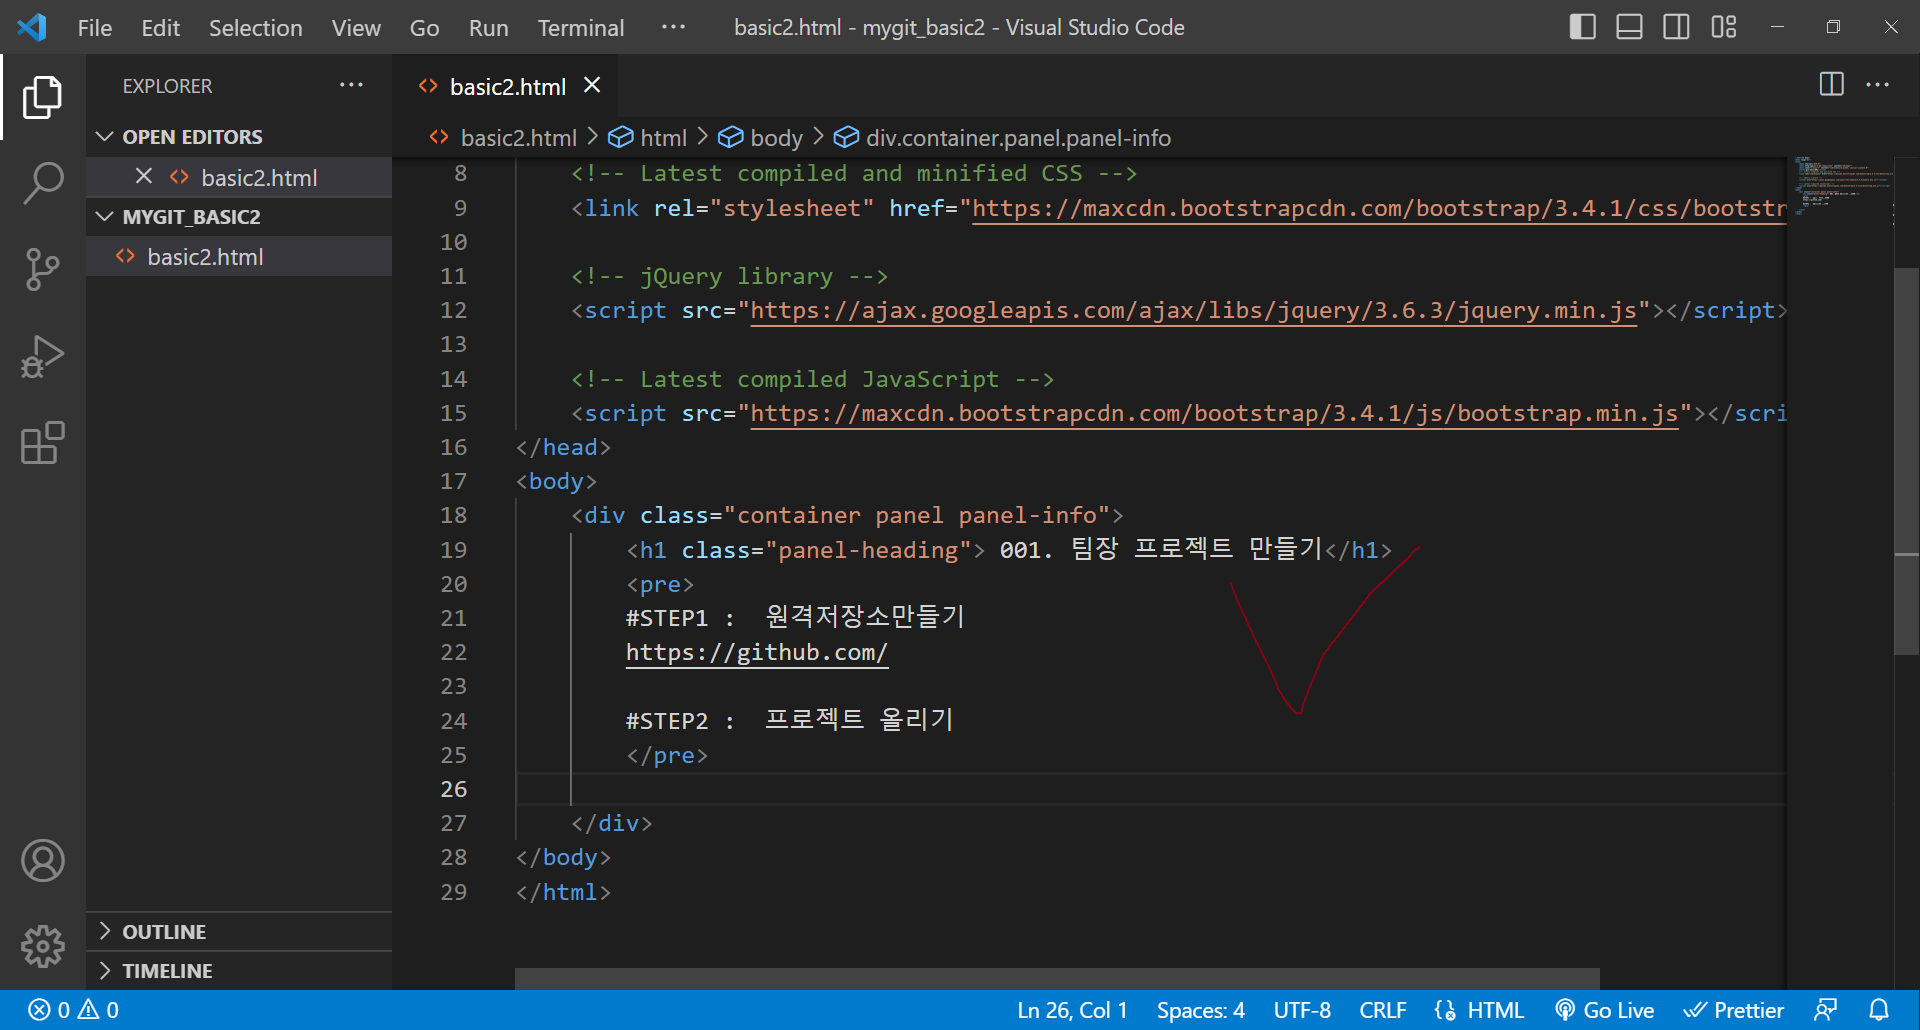 File Edit Selection View Go Run Terminal ··· basic2.html - mygit_basic2 - Visual Studio Code
EXPLORER ···
OPEN EDITORS
basic2.html
MYGIT_BASIC2
basic2.html
OUTLINE
TIMELINE
basic2.html
basic2.html > html > body > div.container.panel.panel-info
8 <!-- Latest compiled and minified CSS -->
9 <link rel="stylesheet" href="https://maxcdn.bootstrapcdn.com/bootstrap/3.4.1/css/bootstr
10
11 <!-- jQuery library -->
12 <script src="https://ajax.googleapis.com/ajax/libs/jquery/3.6.3/jquery.min.js"></script>
13
14 <!-- Latest compiled JavaScript -->
15 <script src="https://maxcdn.bootstrapcdn.com/bootstrap/3.4.1/js/bootstrap.min.js"></scri
16 </head>
17 <body>
18 <div class="container panel panel-info">
19 <h1 class="panel-heading"> 001. 팀장 프로젝트 만들기</h1>
20 <pre>
21 #STEP1 : 원격저장소만들기
22 https://github.com/
23
24 #STEP2 : 프로젝트 올리기
25 </pre>
26
27 </div>
28 </body>
29 </html>
0 0 Ln 26, Col 1 Spaces: 4 UTF-8 CRLF HTML Go Live Prettier